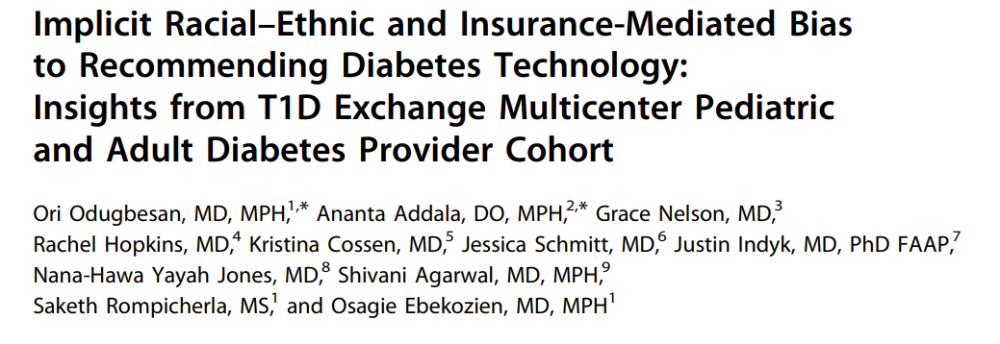 Implicit Racial–Ethnic and Insurance-Mediated Bias
to Recommending Diabetes Technology:
Insights from T1D Exchange Multicenter Pediatric
and Adult Diabetes Provider Cohort
Ori Odugbesan, MD, MPH,1,* Ananta Addala, DO, MPH,2,* Grace Nelson, MD,3
Rachel Hopkins, MD,4 Kristina Cossen, MD,5 Jessica Schmitt, MD,6 Justin Indyk, MD, PhD FAAP,7
Nana-Hawa Yayah Jones, MD,8 Shivani Agarwal, MD, MPH,9
Saketh Rompicherla, MS,1 and Osagie Ebekozien, MD, MPH1